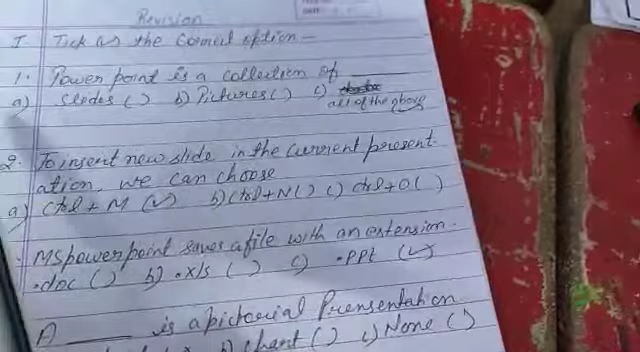 Revision
I Tick (✓) the correct option —
1. Power point is a collection of ______
a) slides ( ) b) Pictures ( ) c)
all of the above
2. To insert new slide in the current present-
ation, we can choose
a) Ctrl + M (✓) b) Ctrl + N ( ) c) ctrl + O ( )
MS powerpoint saves a file with an extension.
.doc ( ) b) .xls ( ) c) .PPt (✓)
A ______ is a pictorial Prensentation
b) Chart ( ) c) None ( )